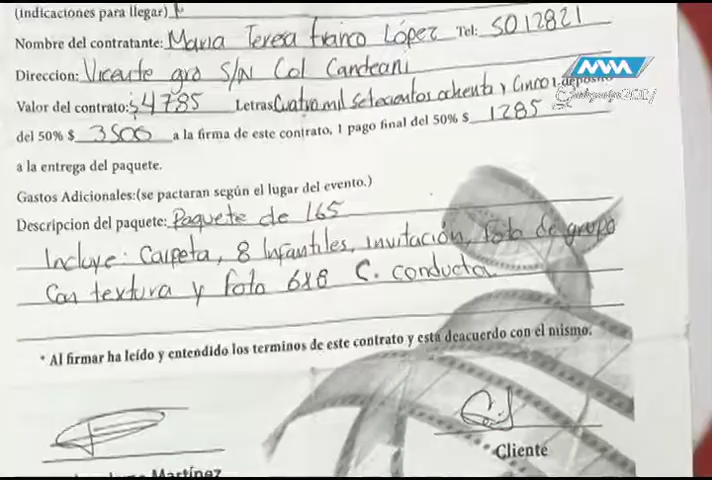 (Indicaciones para llegar)
Nombre del contratante: Maria Teresa Franco López Tel: 5012821
Direccion: Vicente gro S/N Col Candeani
Valor del contrato: $4785 Letras Cuatro mil setecientos ochenta y Cinco 1 deposito
del 50% $ 3500 a la firma de este contrato, 1 pago final del 50% $ 1285
a la entrega del paquete.
Gastos Adicionales:(se pactaran según el lugar del evento.)
Descripcion del paquete: Paquete de 165
Incluye: Carpeta, 8 Infantiles, invitación, foto de grupo
Con textura y foto 6x8 C. conducta
* Al firmar ha leído y entendido los terminos de este contrato y está deacuerdo con el mismo.
Cliente
Martínez